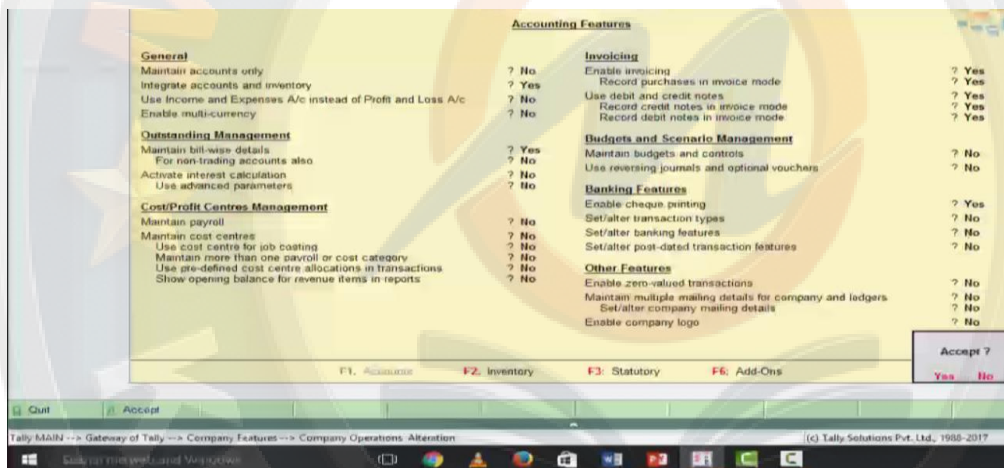 Accounting Features
General
Maintain accounts only ? No
Integrate accounts and inventory ? Yes
Use Income and Expenses A/c instead of Profit and Loss A/c ? No
Enable multi-currency ? No
Outstanding Management
Maintain bill-wise details ? Yes
For non-trading accounts also ? No
Activate interest calculation ? No
Use advanced parameters ? No
Cost/Profit Centres Management
Maintain payroll ? No
Maintain cost centres ? No
Use cost centre for job costing ? No
Maintain more than one payroll or cost category ? No
Use pre-defined cost centre allocations in transactions ? No
Show opening balance for revenue items in reports ? No
Invoicing
Enable invoicing ? Yes
Record purchases in invoice mode ? Yes
Use debit and credit notes ? Yes
Record credit notes in invoice mode ? Yes
Record debit notes in invoice mode ? Yes
Budgets and Scenario Management
Maintain budgets and controls ? No
Use reversing journals and optional vouchers ? No
Banking Features
Enable cheque printing ? Yes
Set/alter transaction types ? No
Set/alter banking features ? No
Set/alter post-dated transaction features ? No
Other Features
Enable zero-valued transactions ? No
Maintain multiple mailing details for company and ledgers ? No
Set/alter company mailing details ? No
Enable company logo ? No
Accept ?
Yes No
F1: Accounts F2: Inventory F3: Statutory F6: Add-Ons
Q: Quit A: Accept
Tally MAIN --> Gateway of Tally --> Company Features --> Company Operations Alteration (c) Tally Solutions Pvt. Ltd., 1988-2017
Search the web and Windows